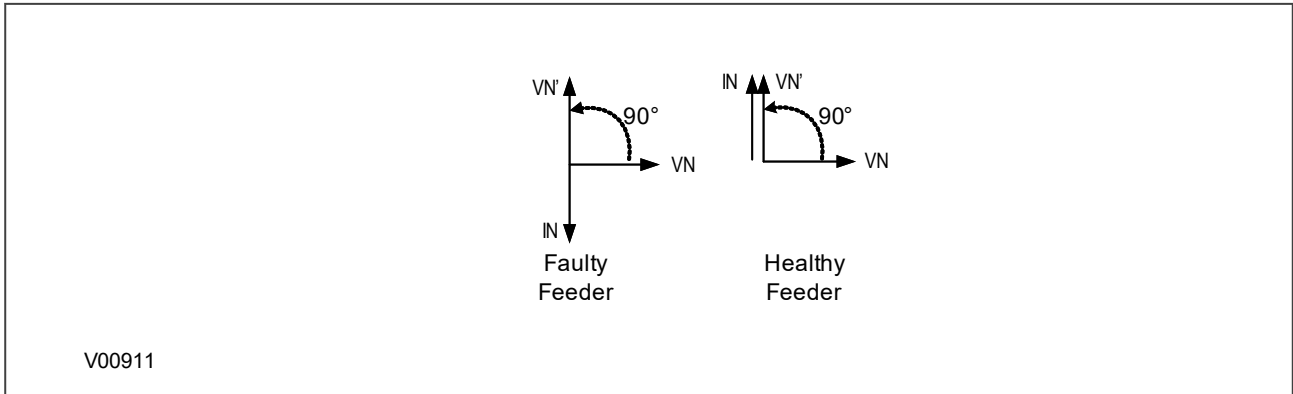 VN' 90° VN IN
Faulty
Feeder
IN VN' 90° VN
Healthy
Feeder
V00911